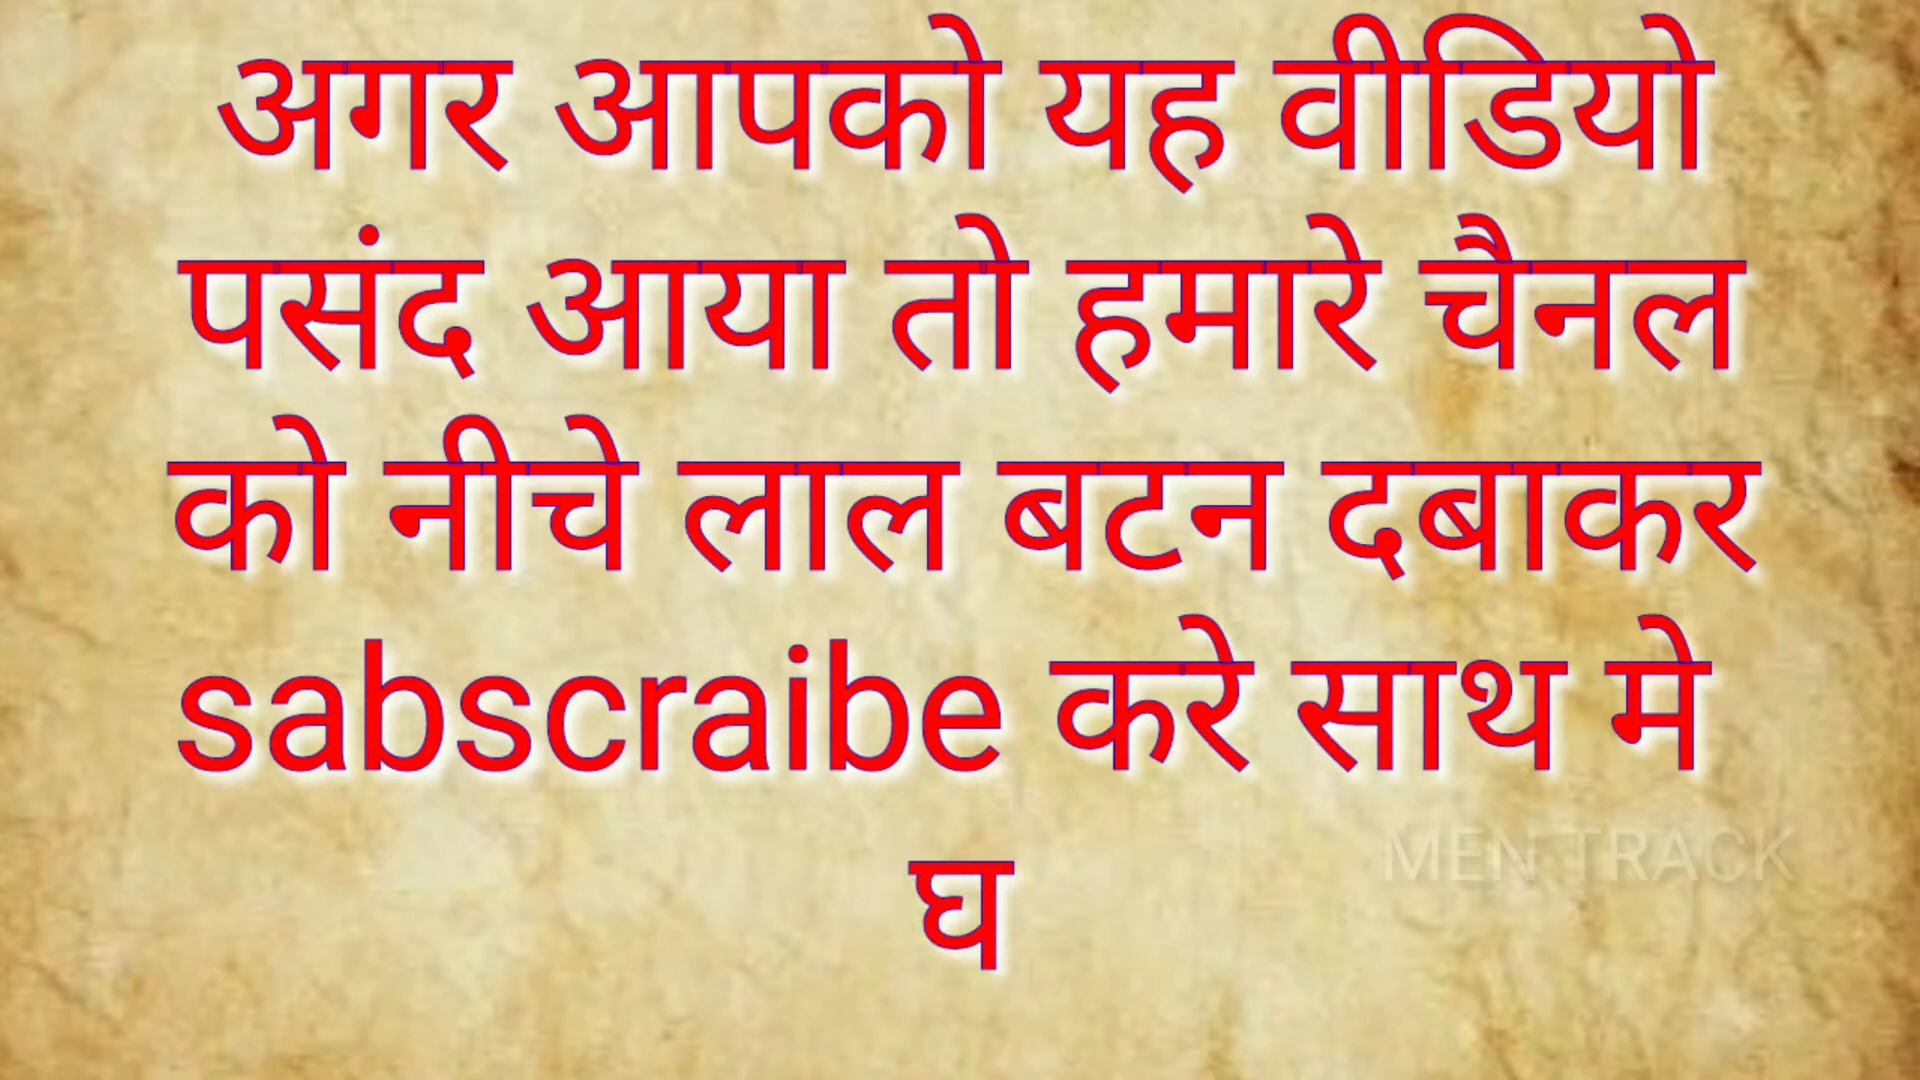 अगर आपको यह वीडियो
पसंद आया तो हमारे चैनल
को नीचे लाल बटन दबाकर
sabscraibe करे साथ मे
घ
MEN TRACK